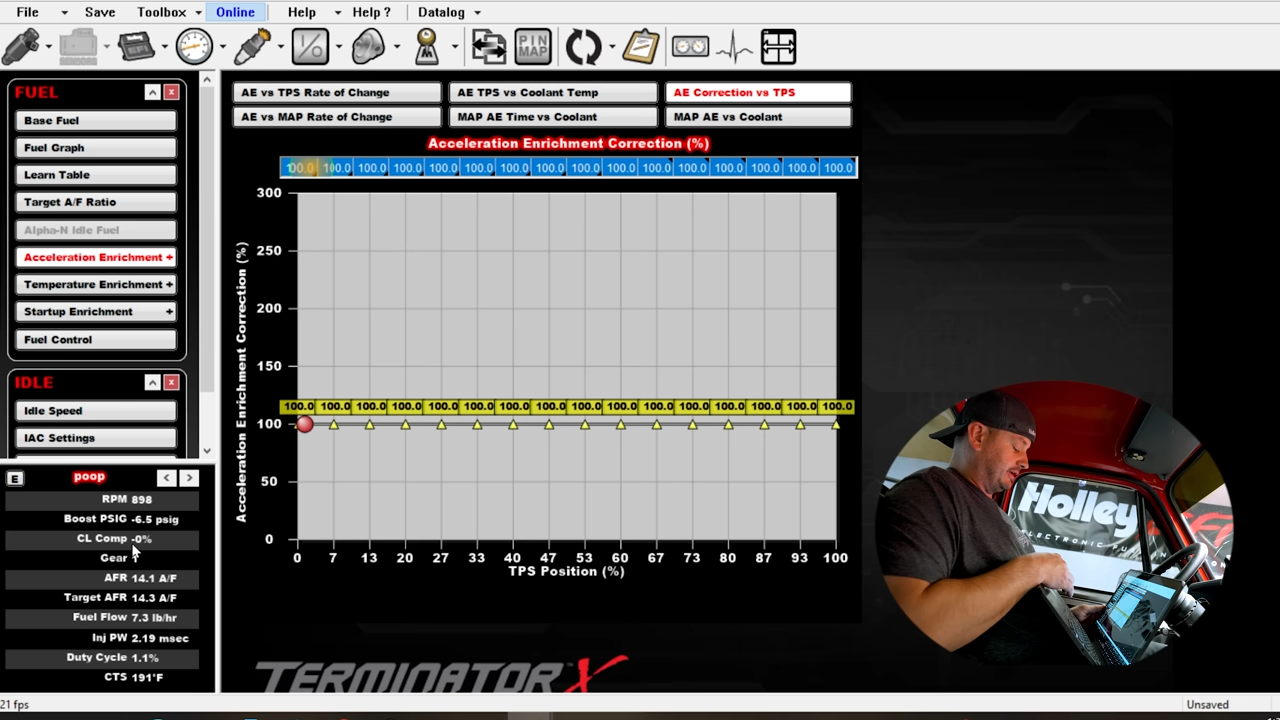 File Save Toolbox Online Help Help ? Datalog
EFI I/O PIN MAP
FUEL
Base Fuel
Fuel Graph
Learn Table
Target A/F Ratio
Alpha-N Idle Fuel
Acceleration Enrichment +
Temperature Enrichment +
Startup Enrichment +
Fuel Control
IDLE
Idle Speed
IAC Settings
E poop < >
RPM 898
Boost PSIG -6.5 psig
CL Comp -0%
Gear
AFR 14.1 A/F
Target AFR 14.3 A/F
Fuel Flow 7.3 lb/hr
Inj PW 2.19 msec
Duty Cycle 1.1%
CTS 191°F
AE vs TPS Rate of Change AE TPS vs Coolant Temp AE Correction vs TPS
AE vs MAP Rate of Change MAP AE Time vs Coolant MAP AE vs Coolant
Acceleration Enrichment Correction (%)
100.0 100.0 100.0 100.0 100.0 100.0 100.0 100.0 100.0 100.0 100.0 100.0 100.0 100.0 100.0 100.0
300
250
200
150
100.0 100.0 100.0 100.0 100.0 100.0 100.0 100.0 100.0 100.0 100.0 100.0 100.0 100.0 100.0 100.0
100
50
0
Acceleration Enrichment Correction (%)
0 7 13 20 27 33 40 47 53 60 67 73 80 87 93 100
TPS Position (%)
Holley
TERMINATOR X
21 fps Unsaved